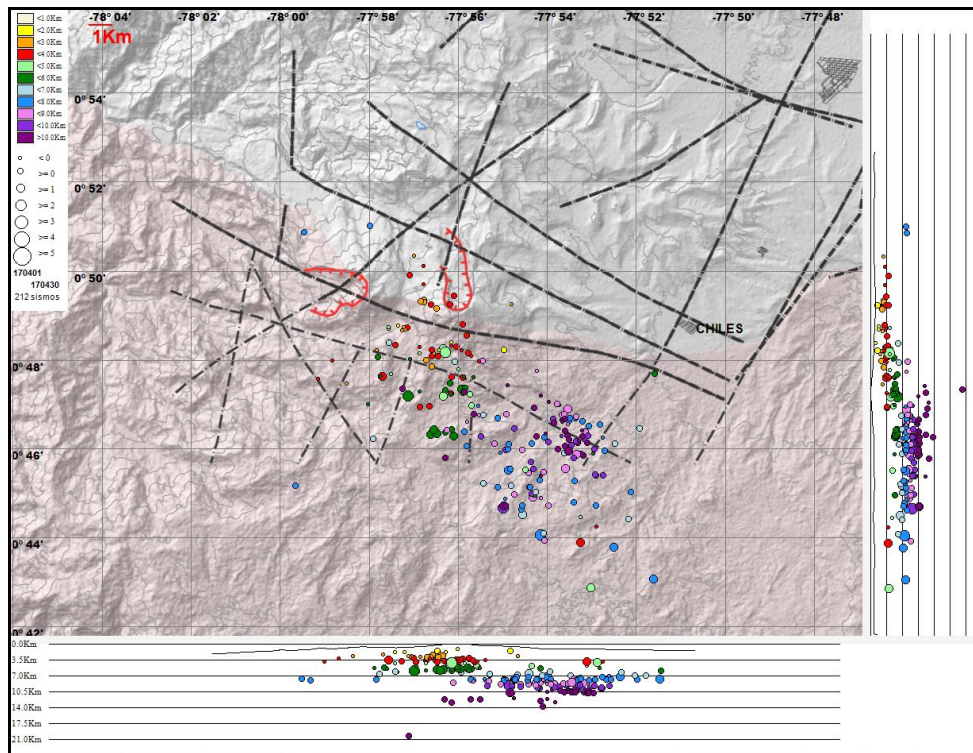 -78° 04'
-78° 02'
-78° 00'
-77° 58'
-77° 56'
-77° 54'
-77° 52'
-77° 50'
-77° 48'
1Km
<1.0Km
<2.0Km
<3.0Km
<4.0Km
<5.0Km
<6.0Km
<7.0Km
<8.0Km
<9.0Km
<10.0Km
>10.0Km
< 0
>= 0
>= 1
>= 2
>= 3
>= 4
>= 5
170401
170430
212 sismos
0° 54'
0° 52'
0° 50'
0° 48'
0° 46'
0° 44'
0° 42'
CHILES
0.0Km
3.5Km
7.0Km
10.5Km
14.0Km
17.5Km
21.0Km